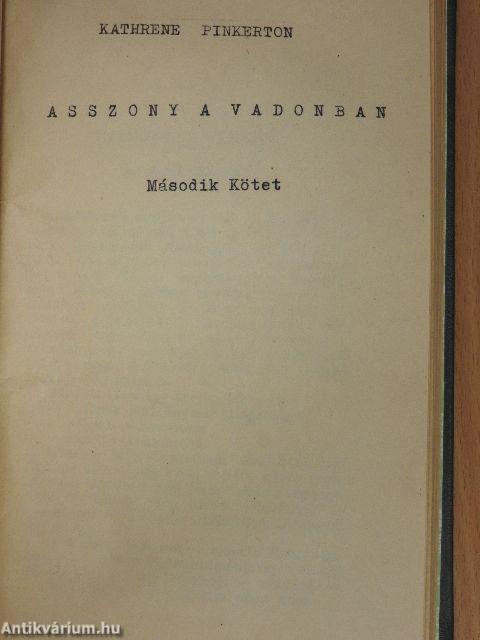 KATHRENE PINKERTON
ASSZONY A VADONBAN
Második Kötet
Antikvárium.hu